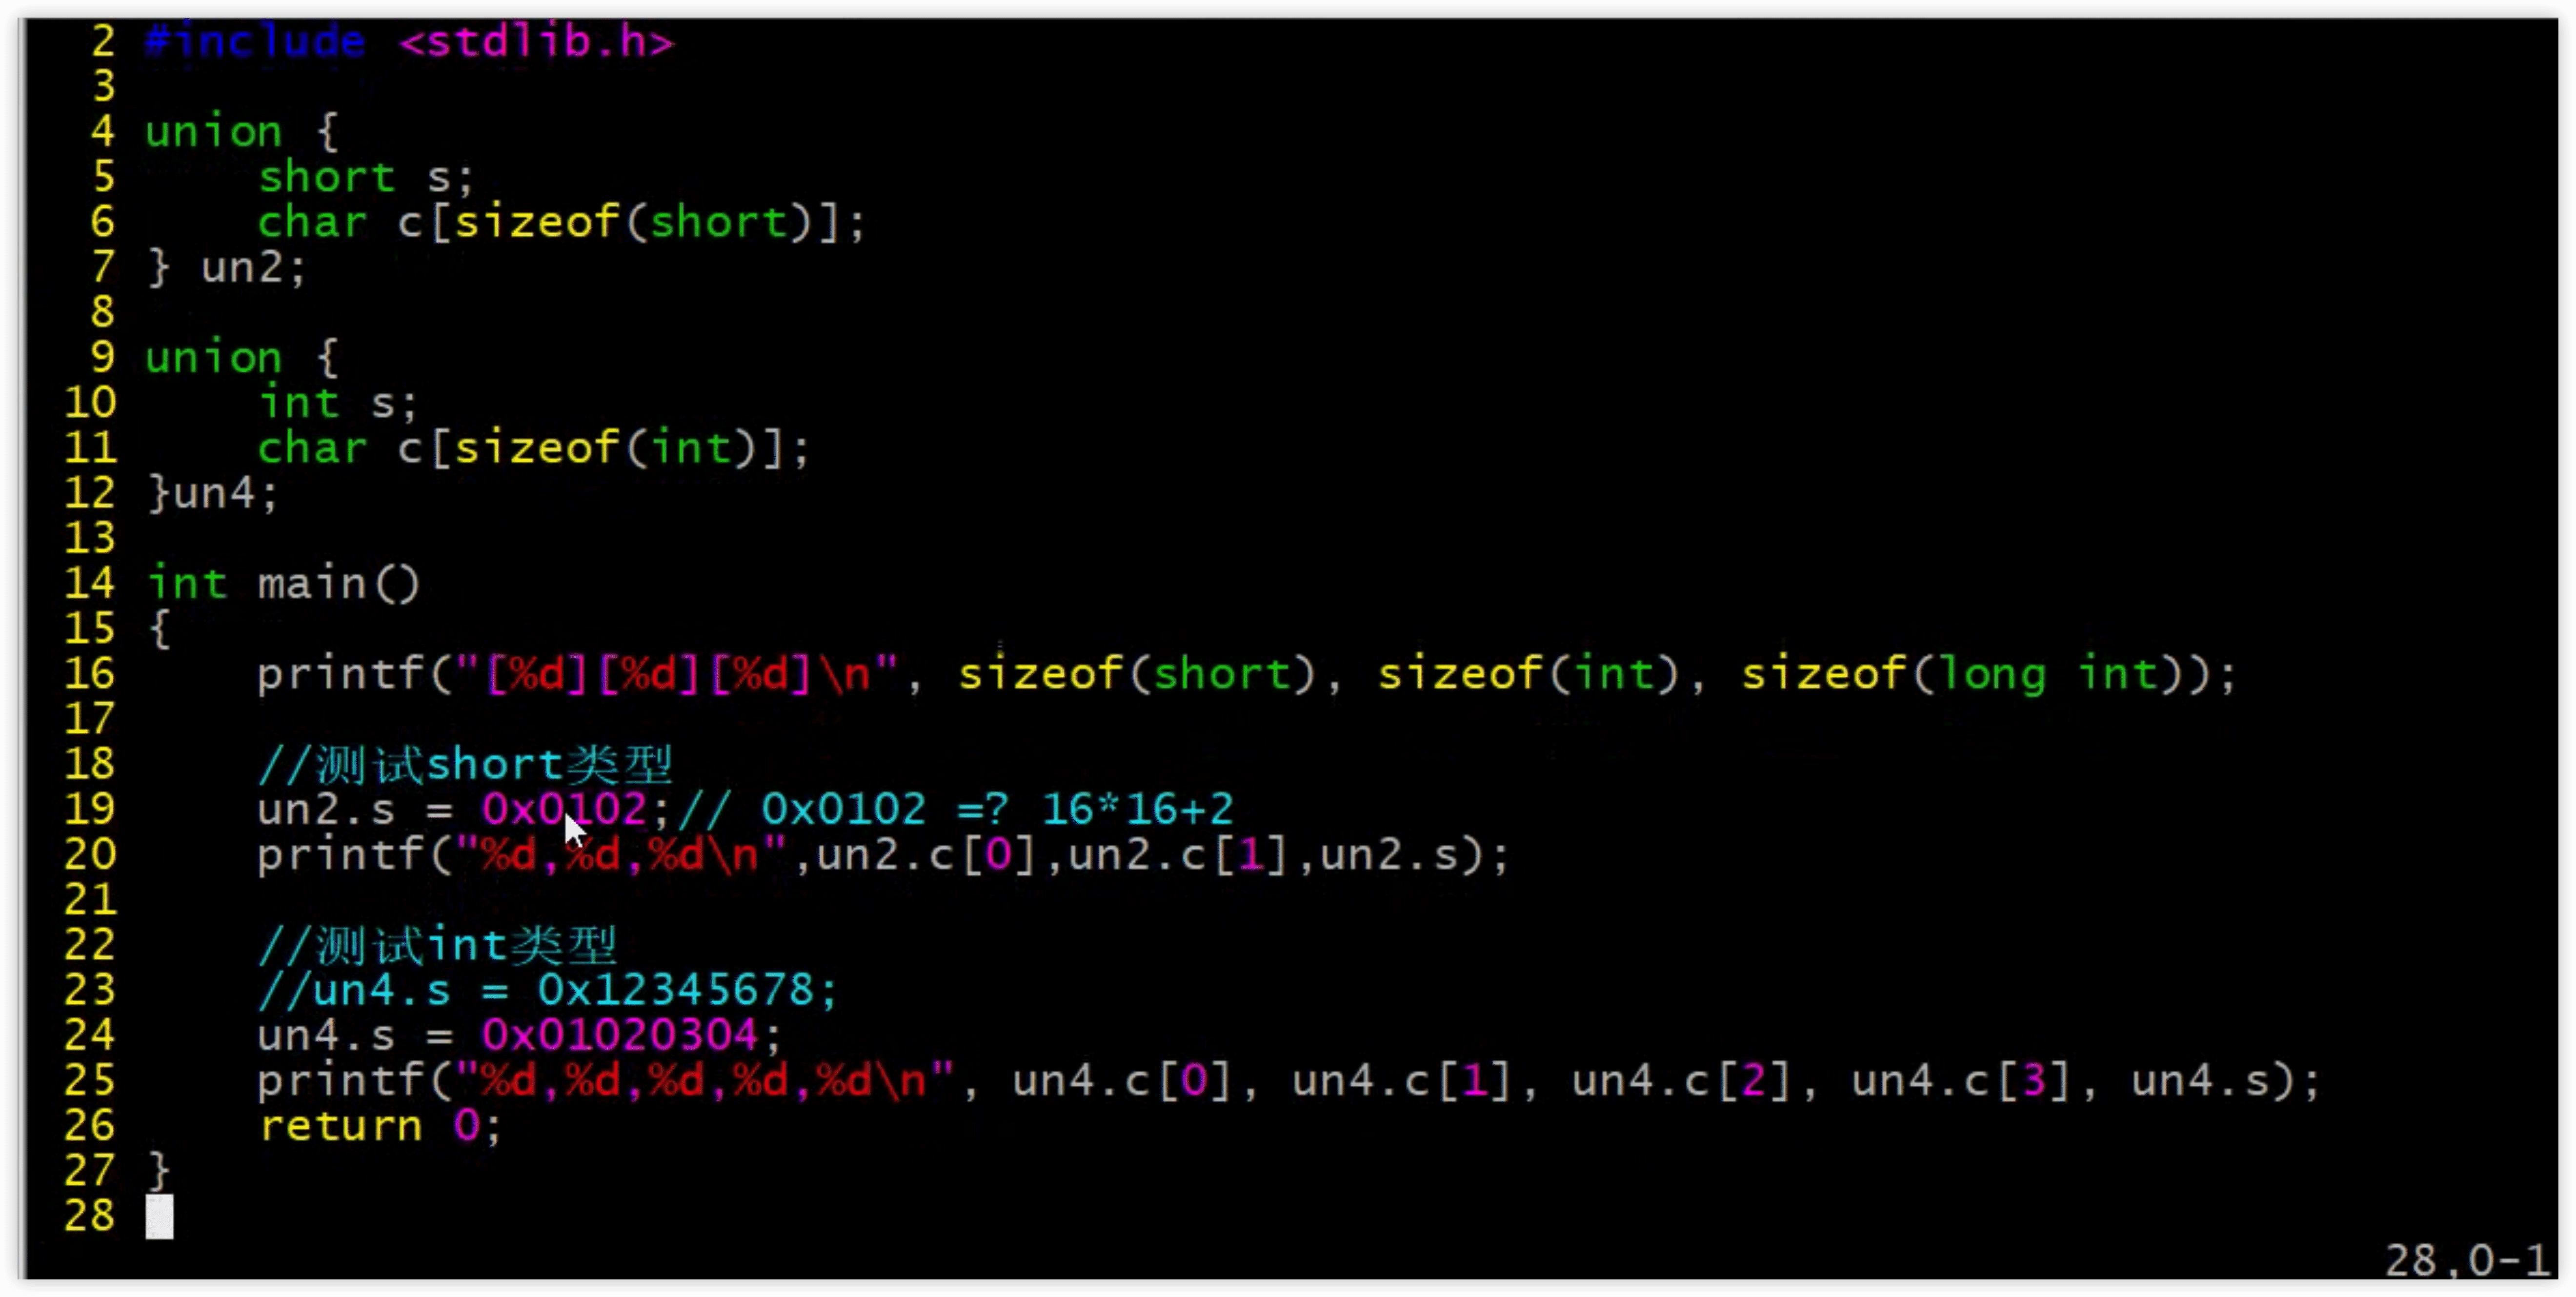 2 #include <stdlib.h>
3
4 union {
5     short s;
6     char c[sizeof(short)];
7 } un2;
8
9 union {
10     int s;
11     char c[sizeof(int)];
12 }un4;
13
14 int main()
15 {
16     printf("[%d][%d][%d]\n", sizeof(short), sizeof(int), sizeof(long int));
17
18     //测试short类型
19     un2.s = 0x0102;// 0x0102 =? 16*16+2
20     printf("%d,%d,%d\n",un2.c[0],un2.c[1],un2.s);
21
22     //测试int类型
23     //un4.s = 0x12345678;
24     un4.s = 0x01020304;
25     printf("%d,%d,%d,%d,%d\n", un4.c[0], un4.c[1], un4.c[2], un4.c[3], un4.s);
26     return 0;
27 }
28
28,0-1